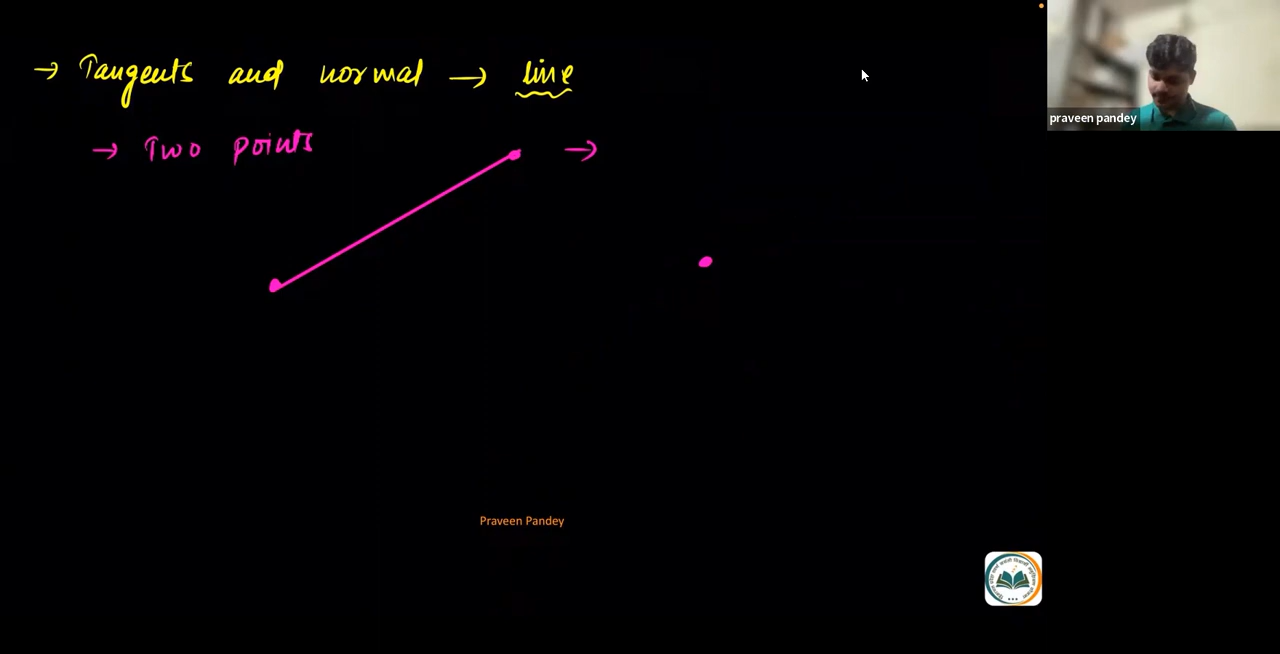 → Tangents and normal → line
→ Two points →
praveen pandey
Praveen Pandey